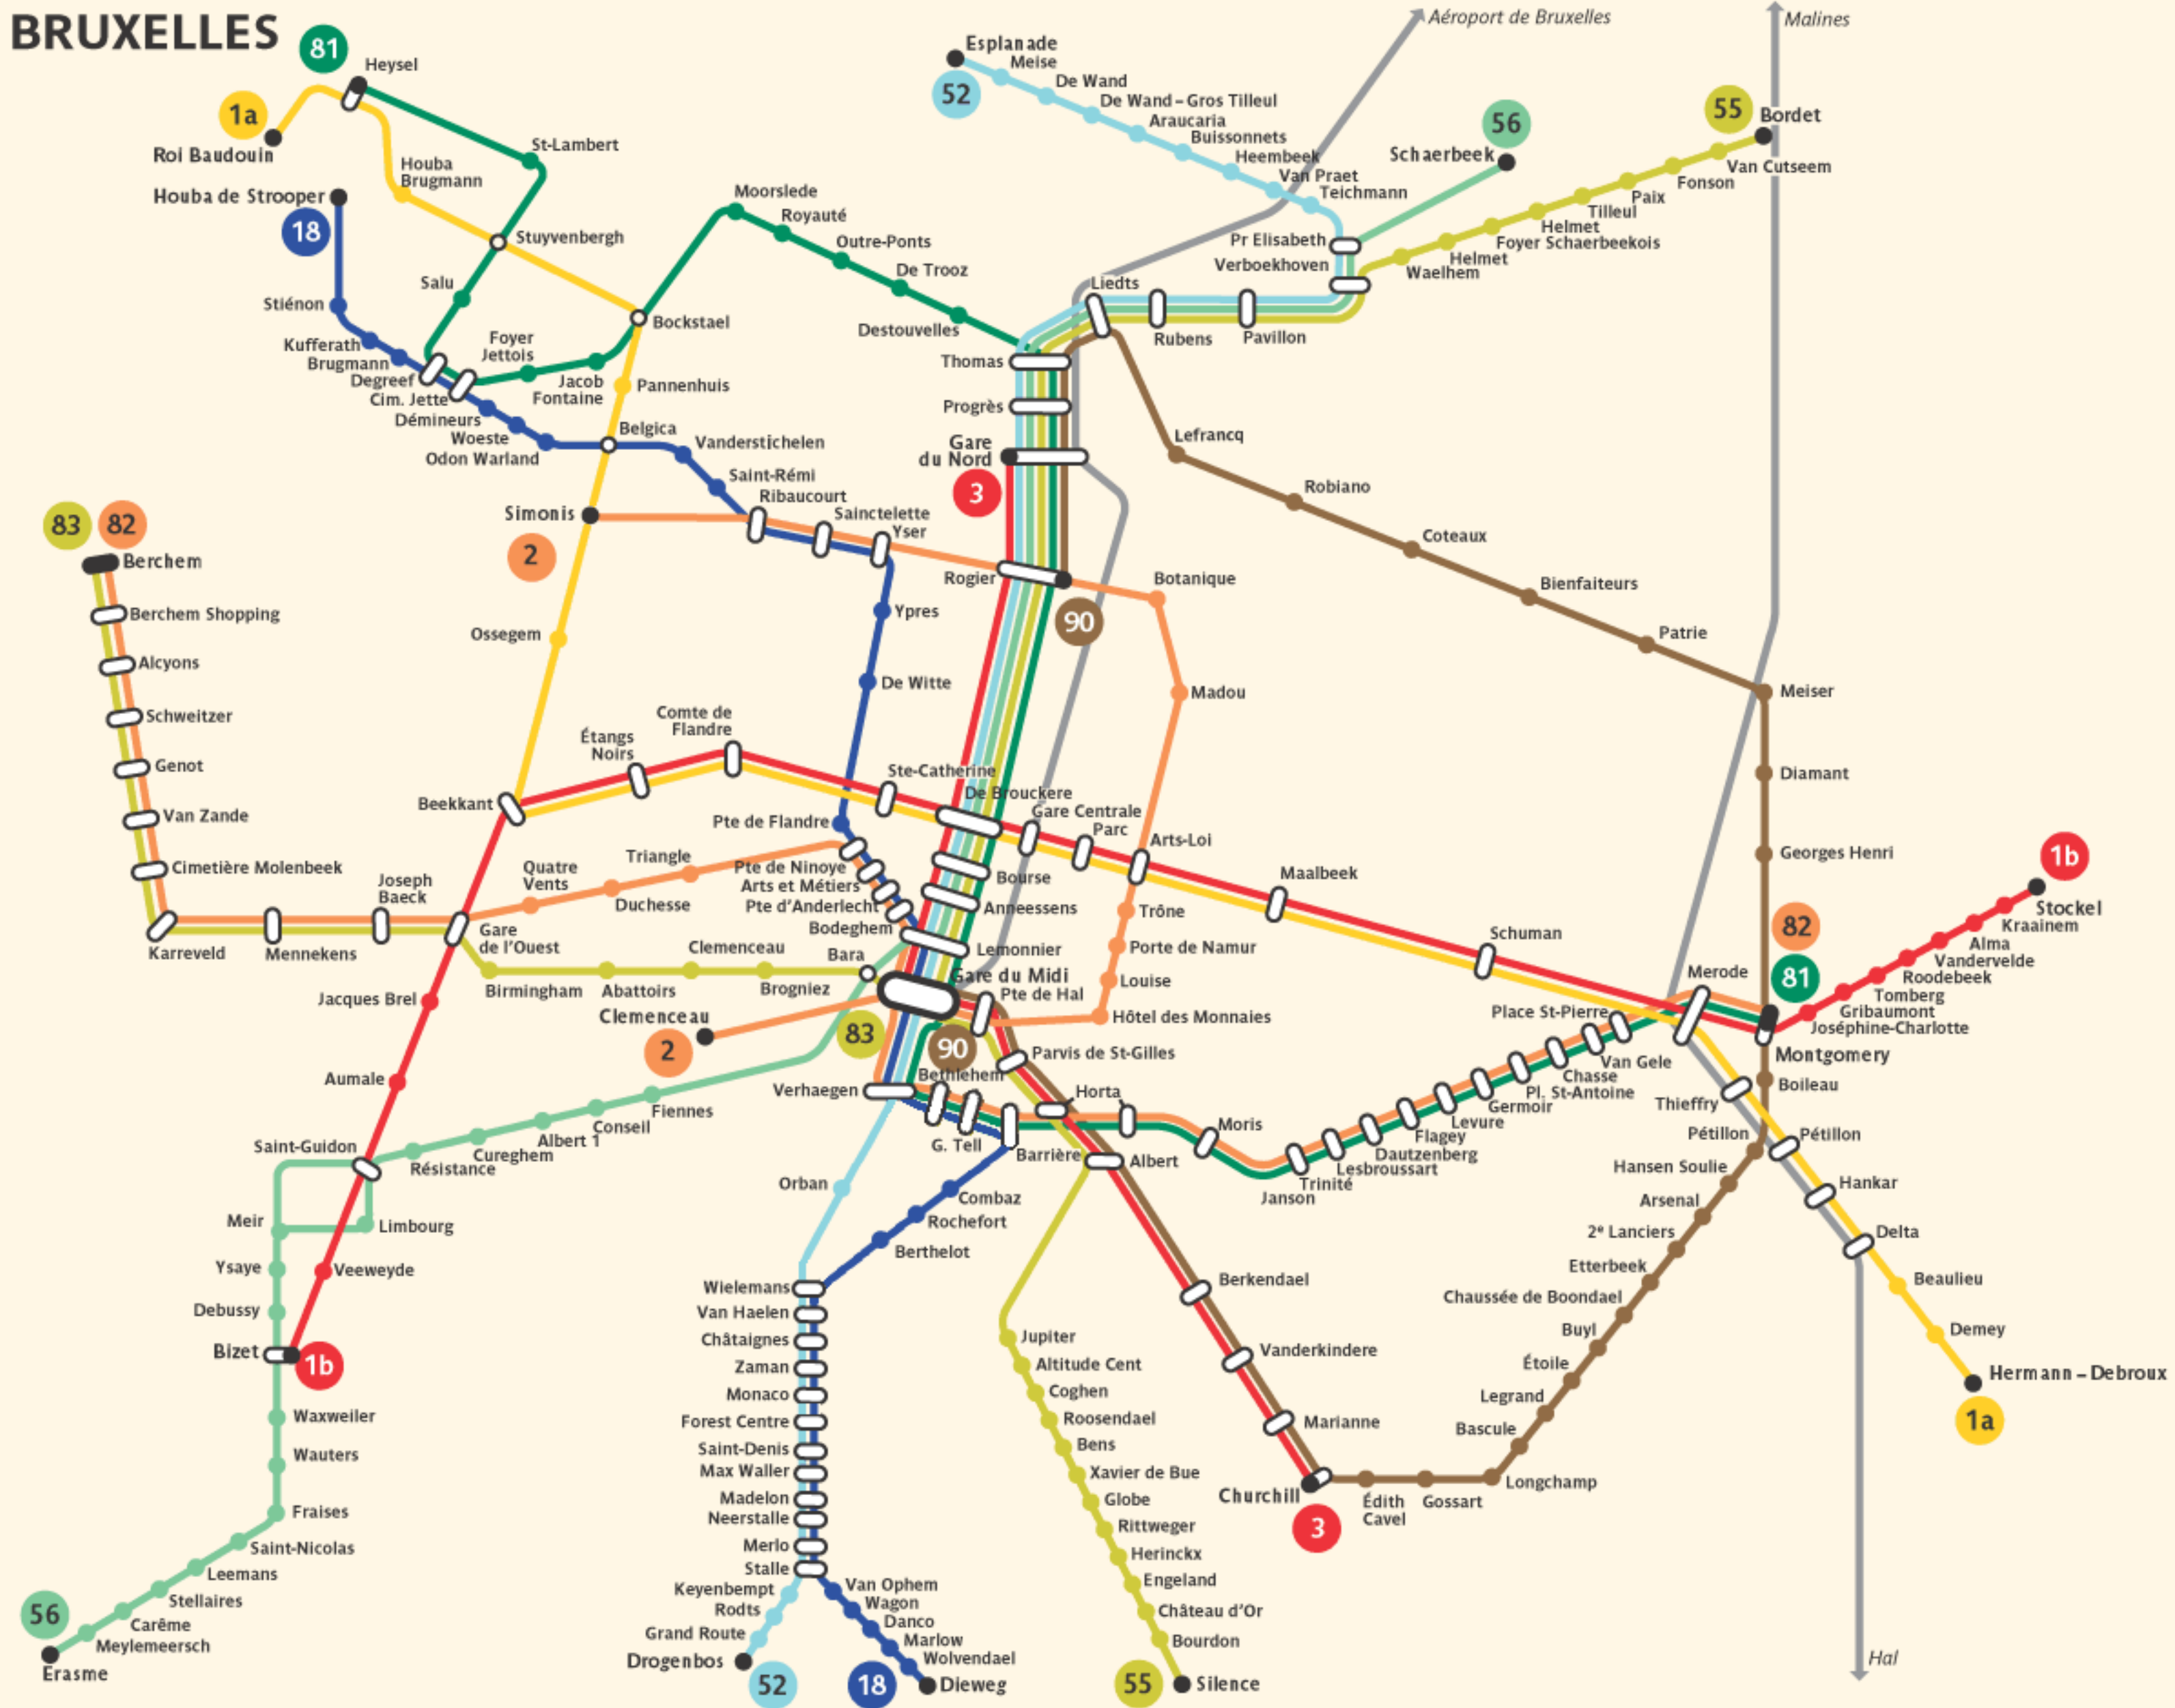 BRUXELLES
81
Heysel
1a
Roi Baudouin
St-Lambert
Houba
Brugmann
Houba de Strooper
18
Stuyvenbergh
Salu
Stiénon
Kufferath
Brugmann
Degreef
Cim. Jette
Démineurs
Woeste
Odon Warland
Foyer
Jettois
Jacob
Fontaine
Bockstael
Pannenhuis
Belgica
Vanderstichelen
Saint-Rémi
Ribaucourt
Sainctelette
Yser
Simonis
2
Moorslede
Royauté
Outre-Ponts
De Trooz
Destouvelles
Esplanade
52
Meise
De Wand
De Wand – Gros Tilleul
Araucaria
Buissonnets
Heembeek
Van Praet
Teichmann
Aéroport de Bruxelles
Malines
56
Schaerbeek
55
Bordet
Van Cutseem
Fonson
Paix
Tilleul
Helmet
Foyer Schaerbeekois
Helmet
Waelhem
Pr Elisabeth
Verboekhoven
Liedts
Rubens
Pavillon
Thomas
Progrès
Gare
du Nord
3
Lefrancq
Robiano
Coteaux
Bienfaiteurs
Patrie
Meiser
Diamant
Georges Henri
Rogier
90
Botanique
Madou
83
82
Berchem
Berchem Shopping
Alcyons
Schweitzer
Genot
Van Zande
Cimetière Molenbeek
Karreveld
Mennekens
Joseph
Baeck
Gare
de l'Ouest
Ossegem
Ypres
De Witte
Comte de
Flandre
Étangs
Noirs
Beekkant
Ste-Catherine
De Brouckere
Gare Centrale
Parc
Arts-Loi
Maalbeek
Schuman
Merode
Pte de Flandre
Triangle
Quatre
Vents
Duchesse
Pte de Ninoye
Arts et Métiers
Pte d'Anderlecht
Bodeghem
Bourse
Anneessens
Lemonnier
Gare du Midi
Bara
Clemenceau
Birmingham
Abattoirs
Brogniez
Clemenceau
2
83
90
Trône
Porte de Namur
Louise
Hôtel des Monnaies
Pte de Hal
Parvis de St-Gilles
Jacques Brel
Aumale
Saint-Guidon
Veeweyde
Bizet
1b
Fiennes
Conseil
Albert 1
Cureghem
Résistance
Limbourg
Meir
Ysaye
Debussy
Waxweiler
Wauters
Fraises
Saint-Nicolas
Leemans
Stellaires
Carême
Meylemeersch
56
Erasme
Verhaegen
Bethlehem
G. Tell
Barrière
Horta
Albert
Moris
Janson
Trinité
Lesbroussart
Dautzenberg
Flagey
Levure
Germoir
Pl. St-Antoine
Chasse
Van Gele
Place St-Pierre
82
81
Montgomery
1b
Stockel
Kraainem
Alma
Vandervelde
Roodebeek
Tomberg
Gribaumont
Joséphine-Charlotte
Boileau
Thieffry
Pétillon
Pétillon
Hansen Soulie
Arsenal
2e Lanciers
Etterbeek
Chaussée de Boondael
Buyl
Étoile
Legrand
Bascule
Longchamp
Gossart
Édith
Cavel
Hankar
Delta
Beaulieu
Demey
Hermann – Debroux
1a
Hal
Orban
Combaz
Rochefort
Berthelot
Wielemans
Van Haelen
Châtaignes
Zaman
Monaco
Forest Centre
Saint-Denis
Max Waller
Madelon
Neerstalle
Merlo
Stalle
Keyenbempt
Rodts
Grand Route
Drogenbos
52
Van Ophem
Wagon
Danco
Marlow
Wolvendael
Dieweg
18
Jupiter
Altitude Cent
Coghen
Roosendael
Bens
Xavier de Bue
Globe
Rittweger
Herinckx
Engeland
Château d'Or
Bourdon
Silence
55
Berkendael
Vanderkindere
Marianne
Churchill
3